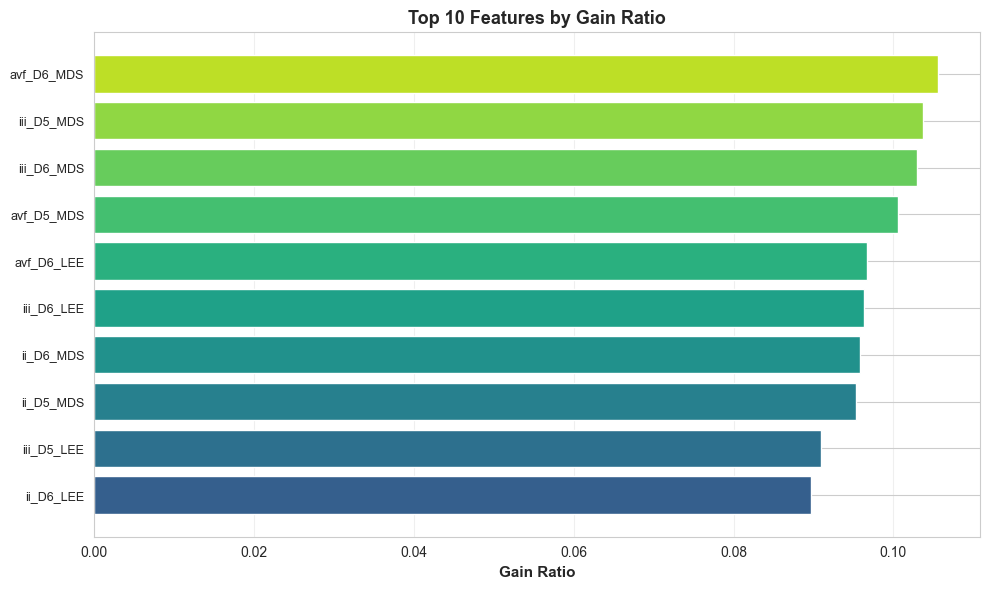 Top 10 Features by Gain Ratio
avf_D6_MDS
iii_D5_MDS
iii_D6_MDS
avf_D5_MDS
avf_D6_LEE
iii_D6_LEE
ii_D6_MDS
ii_D5_MDS
iii_D5_LEE
ii_D6_LEE
0.00 0.02 0.04 0.06 0.08 0.10
Gain Ratio